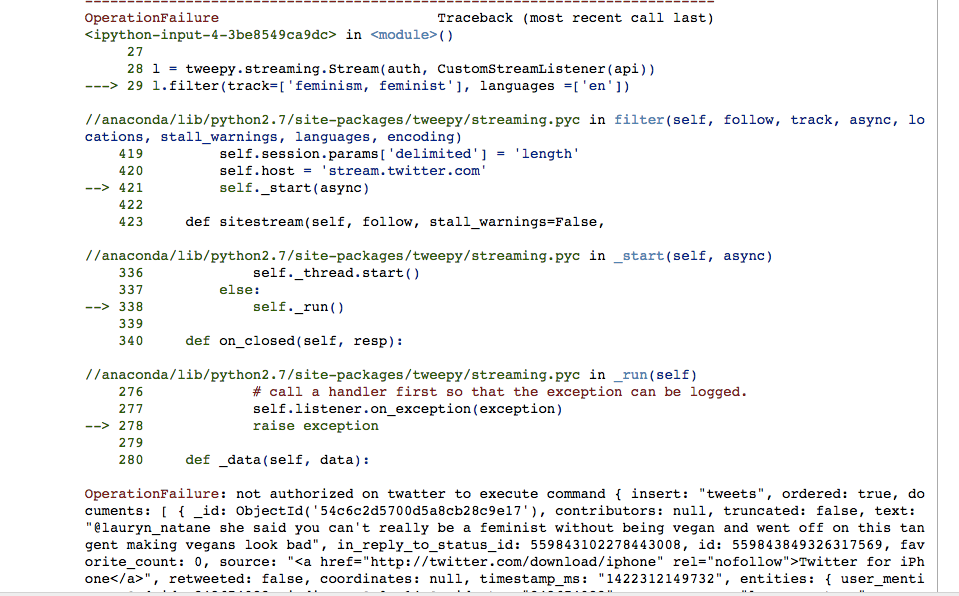 OperationFailure                          Traceback (most recent call last)
<ipython-input-4-3be8549ca9dc> in <module>()
     27
     28 l = tweepy.streaming.Stream(auth, CustomStreamListener(api))
---> 29 l.filter(track=['feminism, feminist'], languages =['en'])
//anaconda/lib/python2.7/site-packages/tweepy/streaming.pyc in filter(self, follow, track, async, lo
cations, stall_warnings, languages, encoding)
    419         self.session.params['delimited'] = 'length'
    420         self.host = 'stream.twitter.com'
--> 421         self._start(async)
    422
    423     def sitestream(self, follow, stall_warnings=False,
//anaconda/lib/python2.7/site-packages/tweepy/streaming.pyc in _start(self, async)
    336             self._thread.start()
    337         else:
--> 338             self._run()
    339
    340     def on_closed(self, resp):
//anaconda/lib/python2.7/site-packages/tweepy/streaming.pyc in _run(self)
    276             # call a handler first so that the exception can be logged.
    277             self.listener.on_exception(exception)
--> 278             raise exception
    279
    280     def _data(self, data):
OperationFailure: not authorized on twatter to execute command { insert: "tweets", ordered: true, do
cuments: [ { _id: ObjectId('54c6c2d5700d5a8cb28c9e17'), contributors: null, truncated: false, text:
"@lauryn_natane she said you can't really be a feminist without being vegan and went off on this tan
gent making vegans look bad", in_reply_to_status_id: 559843102278443008, id: 559843849326317569, fav
orite_count: 0, source: "<a href="http://twitter.com/download/iphone" rel="nofollow">Twitter for iPh
one</a>", retweeted: false, coordinates: null, timestamp_ms: "1422312149732", entities: { user_menti